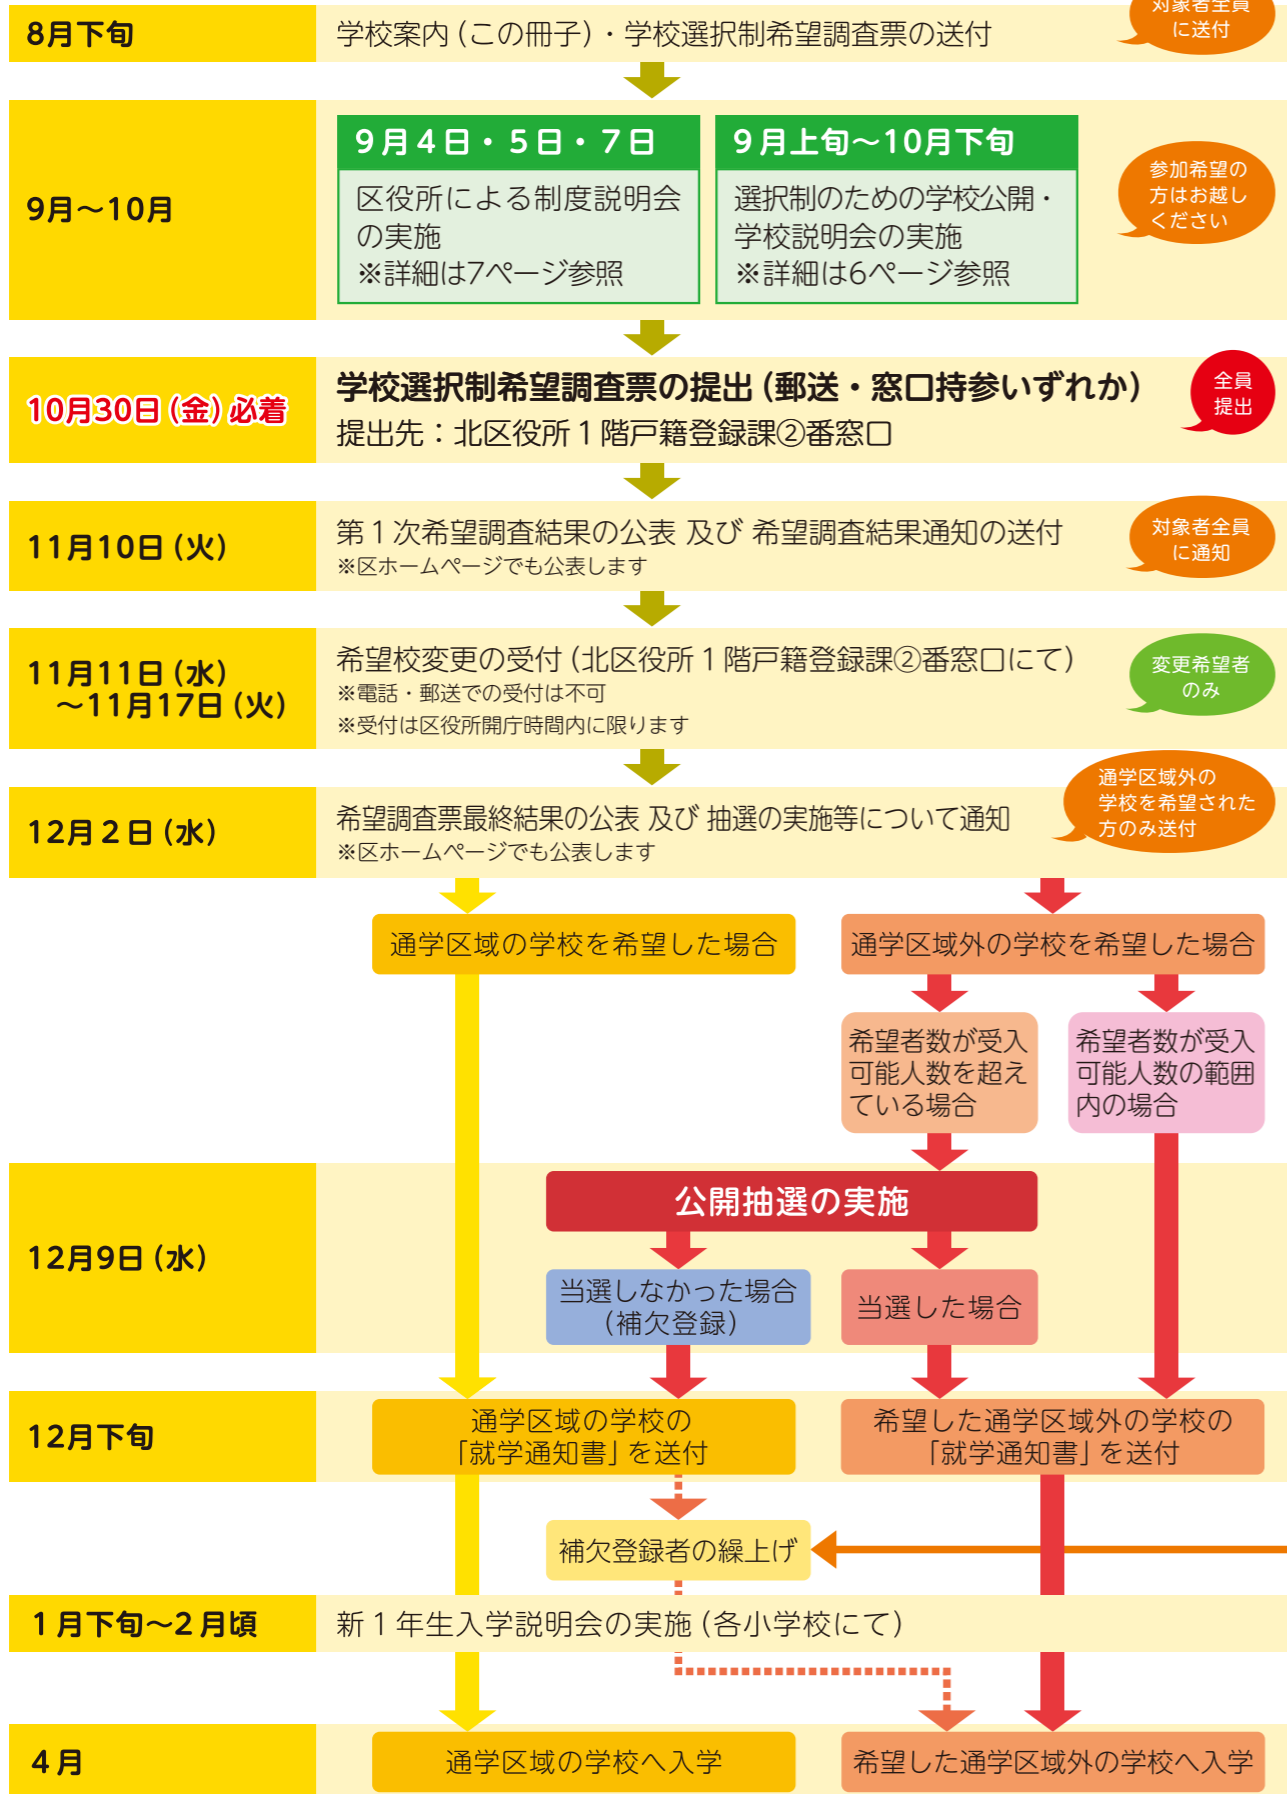 8月下旬
学校案内（この冊子）・学校選択制希望調査票の送付
対象者全員
に送付
9月～10月
9月4日・5日・7日
区役所による制度説明会
の実施
※詳細は7ページ参照
9月上旬～10月下旬
選択制のための学校公開・
学校説明会の実施
※詳細は6ページ参照
参加希望の
方はお越し
ください
10月30日（金）必着
学校選択制希望調査票の提出（郵送・窓口持参いずれか）
提出先：北区役所1階戸籍登録課②番窓口
全員
提出
11月10日（火）
第1次希望調査結果の公表 及び 希望調査結果通知の送付
※区ホームページでも公表します
対象者全員
に通知
11月11日（水）
～11月17日（火）
希望校変更の受付（北区役所1階戸籍登録課②番窓口にて）
※電話・郵送での受付は不可
※受付は区役所開庁時間内に限ります
変更希望者
のみ
12月2日（水）
希望調査票最終結果の公表 及び 抽選の実施等について通知
※区ホームページでも公表します
通学区域外の
学校を希望された
方のみ送付
通学区域の学校を希望した場合
通学区域外の学校を希望した場合
希望者数が受入
可能人数を超え
ている場合
希望者数が受入
可能人数の範囲
内の場合
12月9日（水）
公開抽選の実施
当選しなかった場合
（補欠登録）
当選した場合
12月下旬
通学区域の学校の
「就学通知書」を送付
希望した通学区域外の学校の
「就学通知書」を送付
補欠登録者の繰上げ
1月下旬～2月頃
新1年生入学説明会の実施（各小学校にて）
4月
通学区域の学校へ入学
希望した通学区域外の学校へ入学